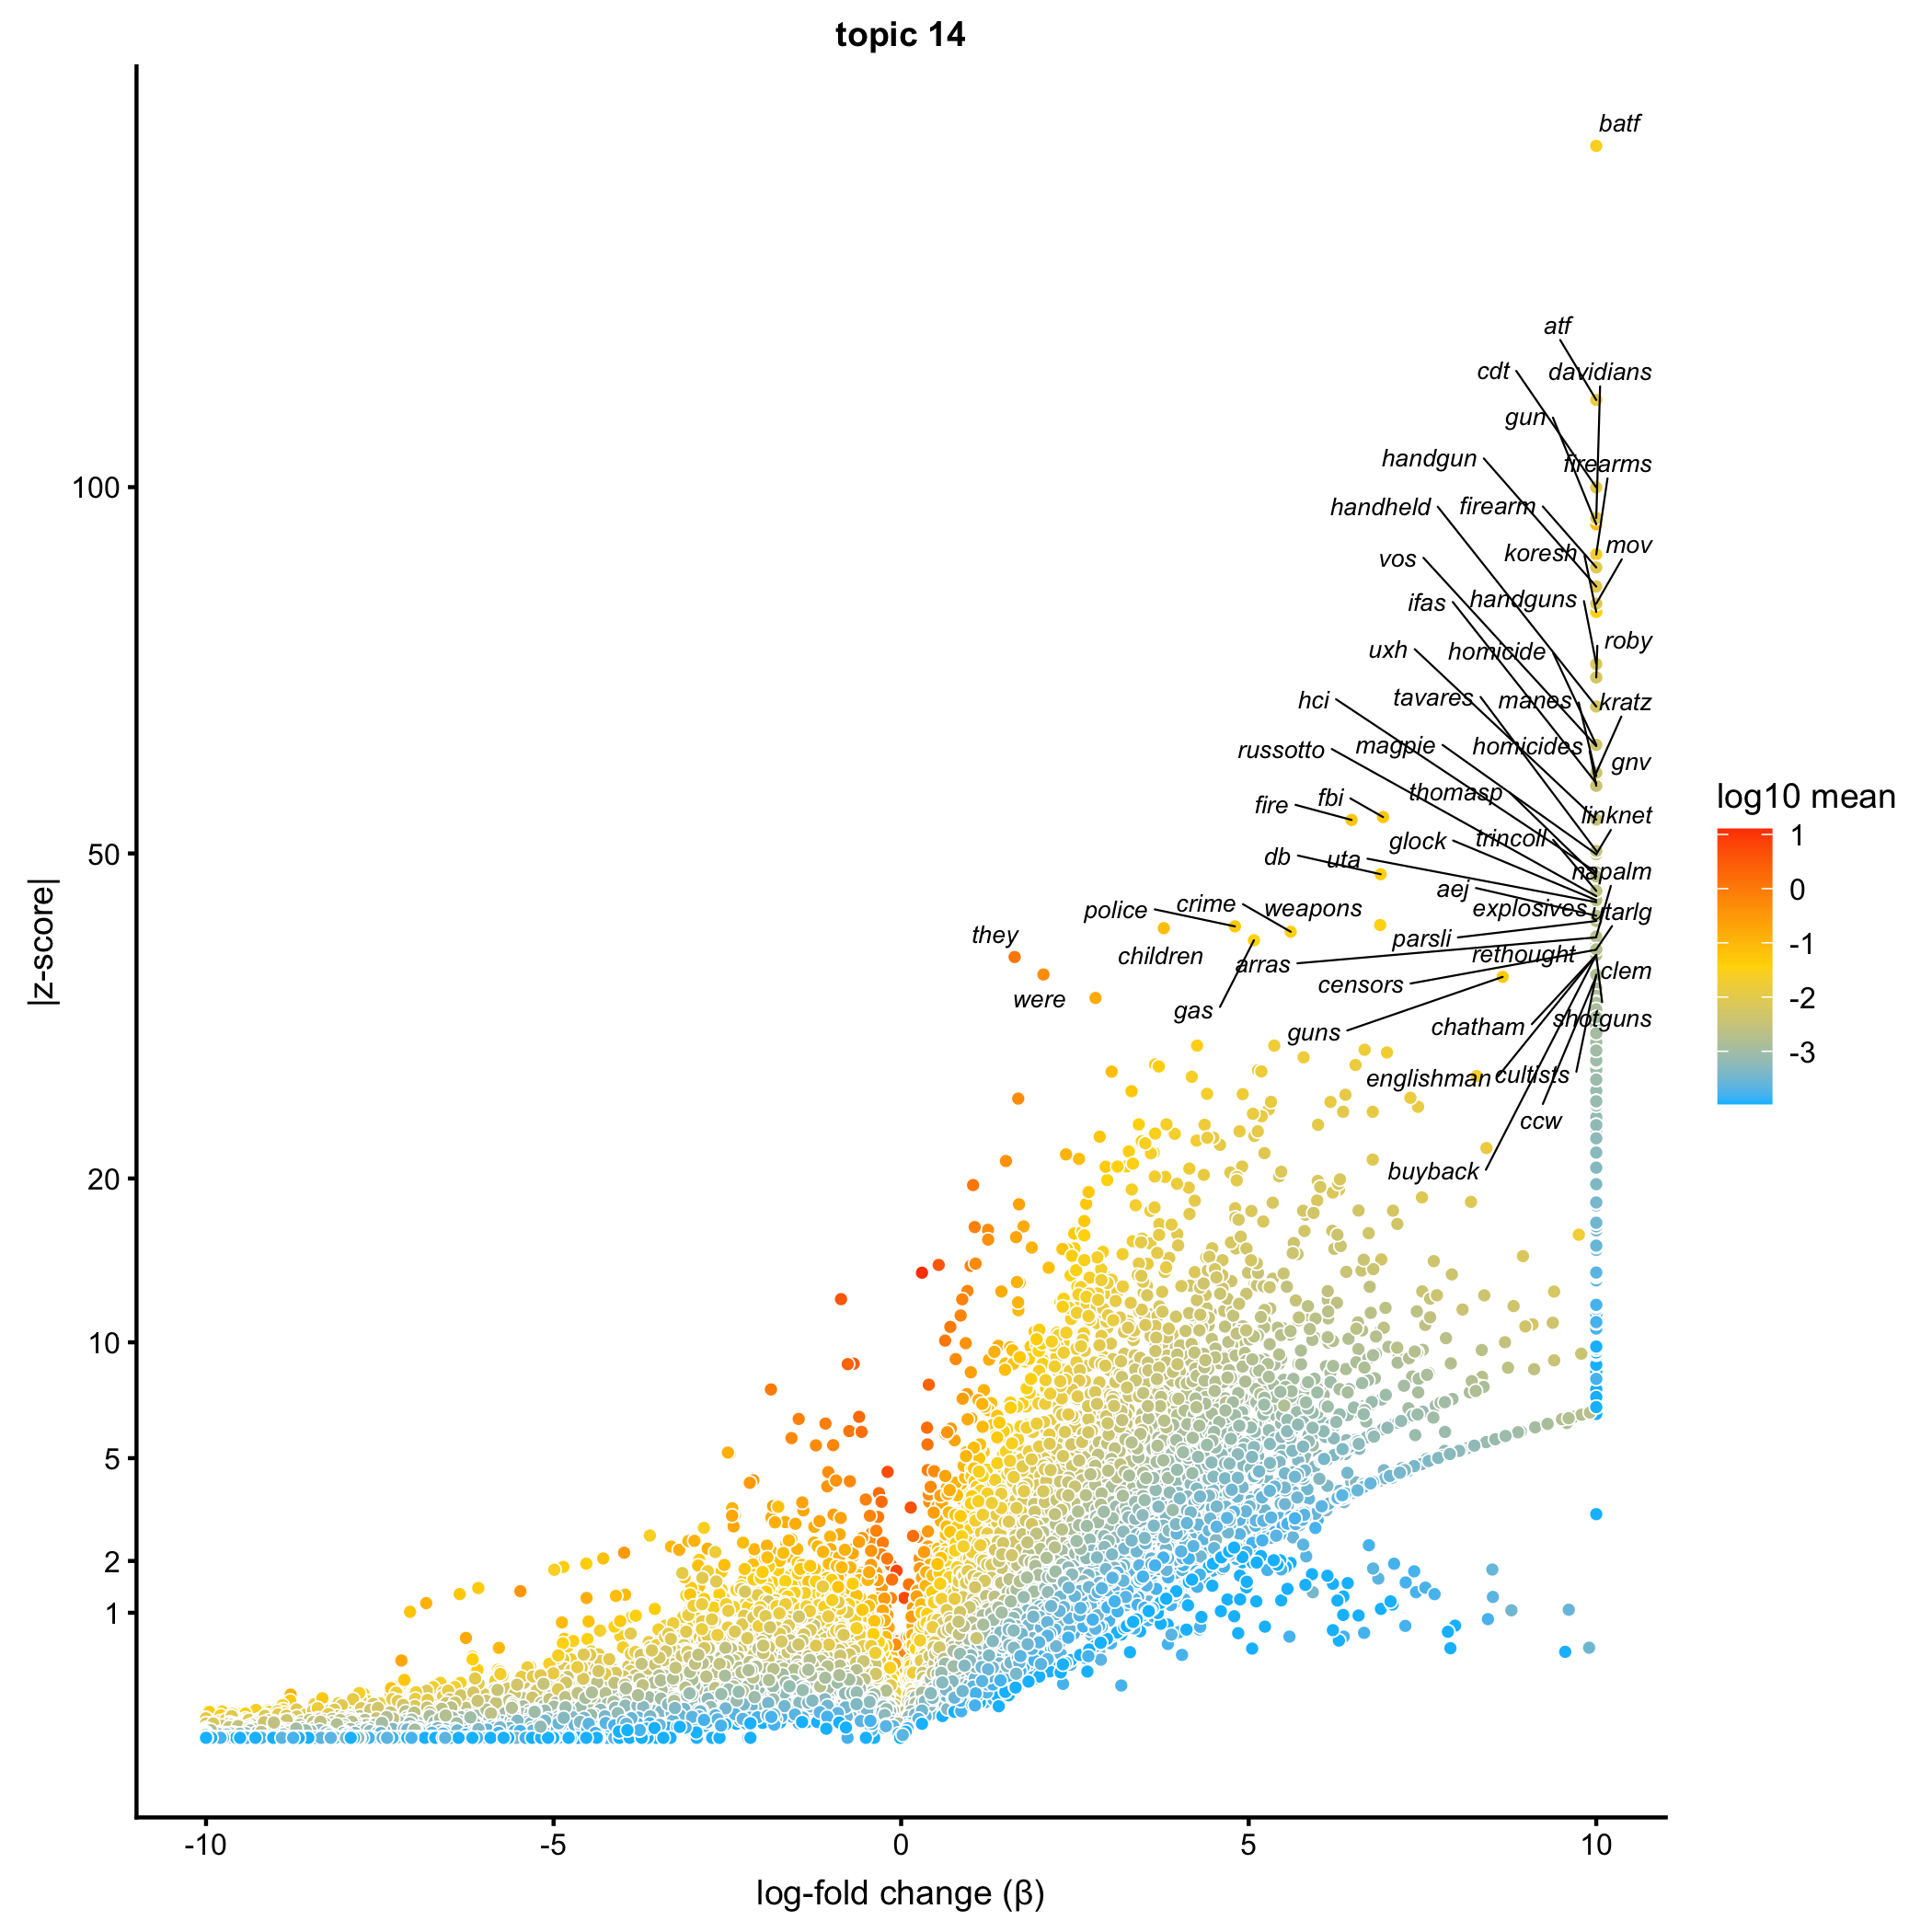 topic 14
batf
atf
cdt
davidians
gun
handgun
firearms
handheld
firearm
vos
koresh
mov
ifas
handguns
uxh
homicide
roby
hci
tavares
manes
kratz
russotto
magpie
homicides
gnv
fire
fbi
thomasp
linknet
db
uta
glock
trincoll
napalm
aej
police
crime
weapons
explosives
utarlg
they
children
arras
parsli
rethought
clem
were
gas
censors
guns
chatham
shotguns
englishman
cultists
ccw
buyback
100
50
20
10
5
2
1
|z-score|
-10
-5
0
5
10
log-fold change (β)
log10 mean
1
0
-1
-2
-3